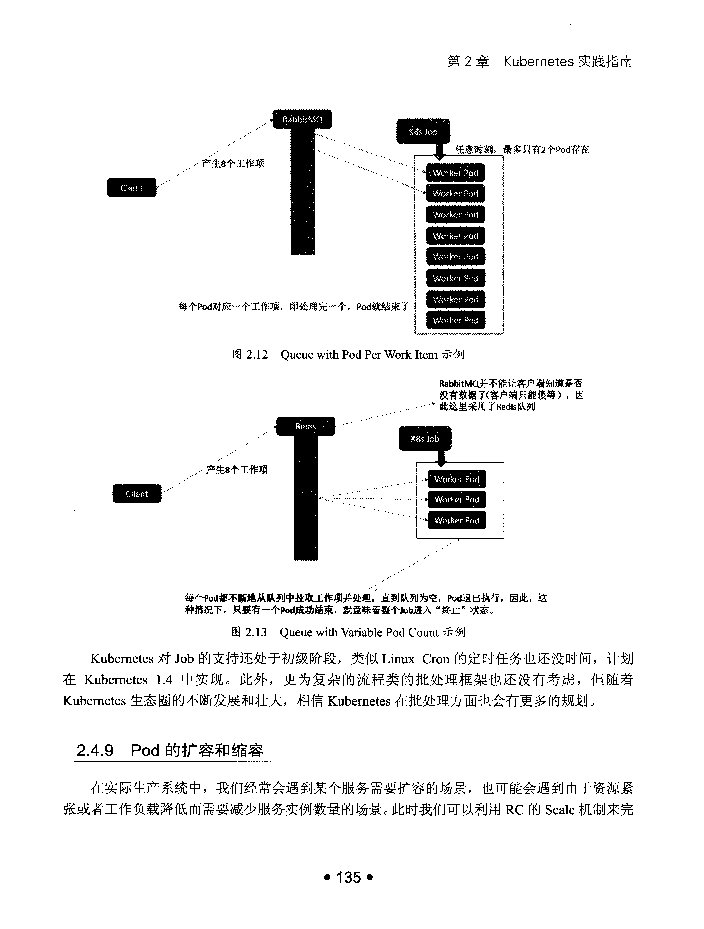 第 2 章 Kubernetes 实践指南
RabbitMQ
K8s Job
任意时刻，最多只有2个Pod存在
产生8个工作项
Client
Worker Pod
Worker Pod
Worker Pod
Worker Pod
Worker Pod
Worker Pod
Worker Pod
Worker Pod
每个Pod对应一个工作项，即处理完一个，Pod就结束了
图 2.12 Queue with Pod Per Work Item 示例
RabbitMQ并不能让客户端知道是否
没有数据了(客户端只能傻等)，因
此这里采用了Redis队列
Redis
K8s Job
产生8个工作项
Client
Worker Pod
Worker Pod
Worker Pod
每个Pod都不断地从队列中拉取工作项并处理，直到队列为空，Pod退出执行，因此，这
种情况下，只要有一个Pod成功结束，就意味着整个Job进入“终止”状态。
图 2.13 Queue with Variable Pod Count 示例
Kubernetes 对 Job 的支持还处于初级阶段，类似 Linux Cron 的定时任务也还没时间，计划
在 Kubernetes 1.4 中实现。此外，更为复杂的流程类的批处理框架也还没有考虑，但随着
Kubernetes 生态圈的不断发展和壮大，相信 Kubernetes 在批处理方面也会有更多的规划。
2.4.9 Pod 的扩容和缩容
在实际生产系统中，我们经常会遇到某个服务需要扩容的场景，也可能会遇到由于资源紧
张或者工作负载降低而需要减少服务实例数量的场景。此时我们可以利用 RC 的 Scale 机制来完
• 135 •